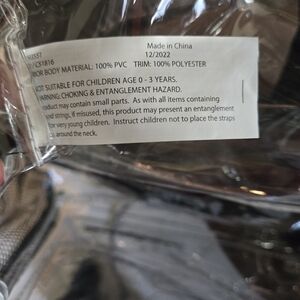 Made in China
12/2022
BODY MATERIAL: 100% PVC TRIM: 100% POLYESTER
NOT SUITABLE FOR CHILDREN AGE 0 - 3 YEARS.
WARNING: CHOKING & ENTANGLEMENT HAZARD.
product may contain small parts. As with all items containing
and strings, if misused, this product may present an entanglement
for very young children. Instruct children not to place the straps
around the neck.